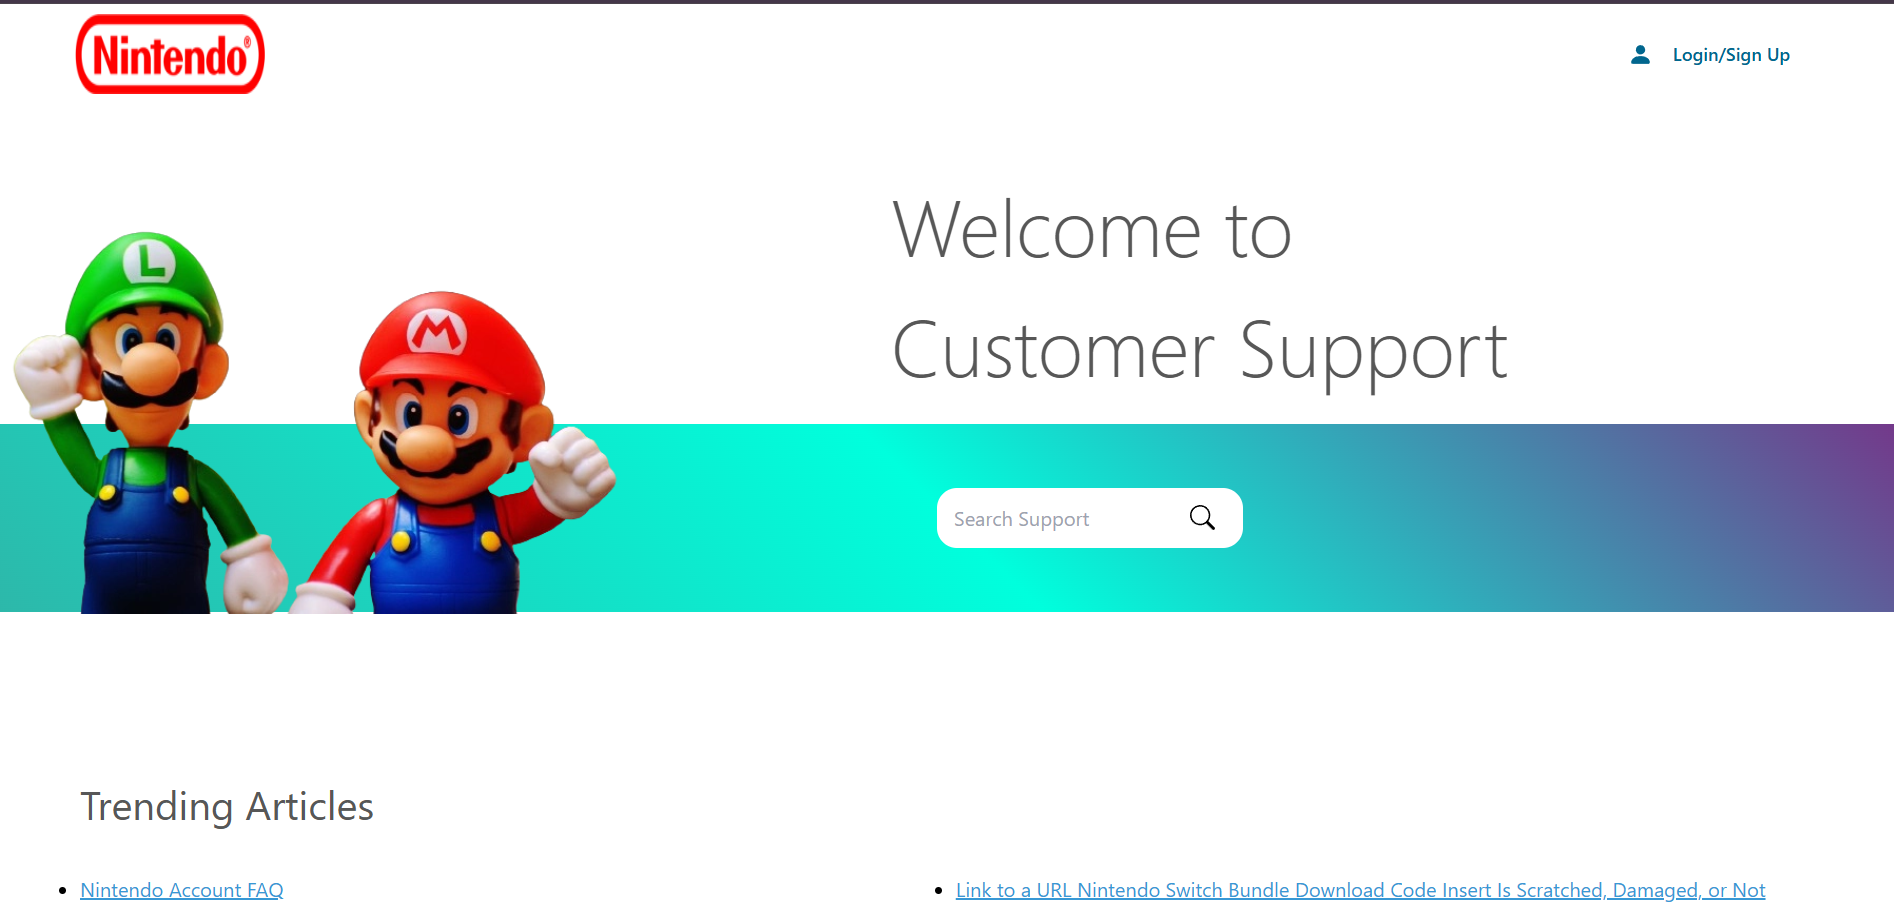 Nintendo®
Login/Sign Up
Welcome to
Customer Support
L
M
Search Support
Trending Articles
Nintendo Account FAQ
Link to a URL Nintendo Switch Bundle Download Code Insert Is Scratched, Damaged, or Not